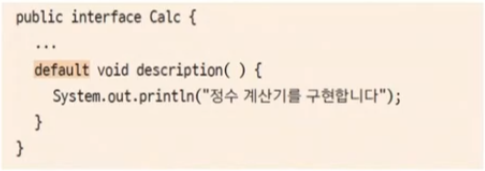 public interface Calc {
...
default void description( ) {
System.out.println("정수 계산기를 구현합니다");
}
}